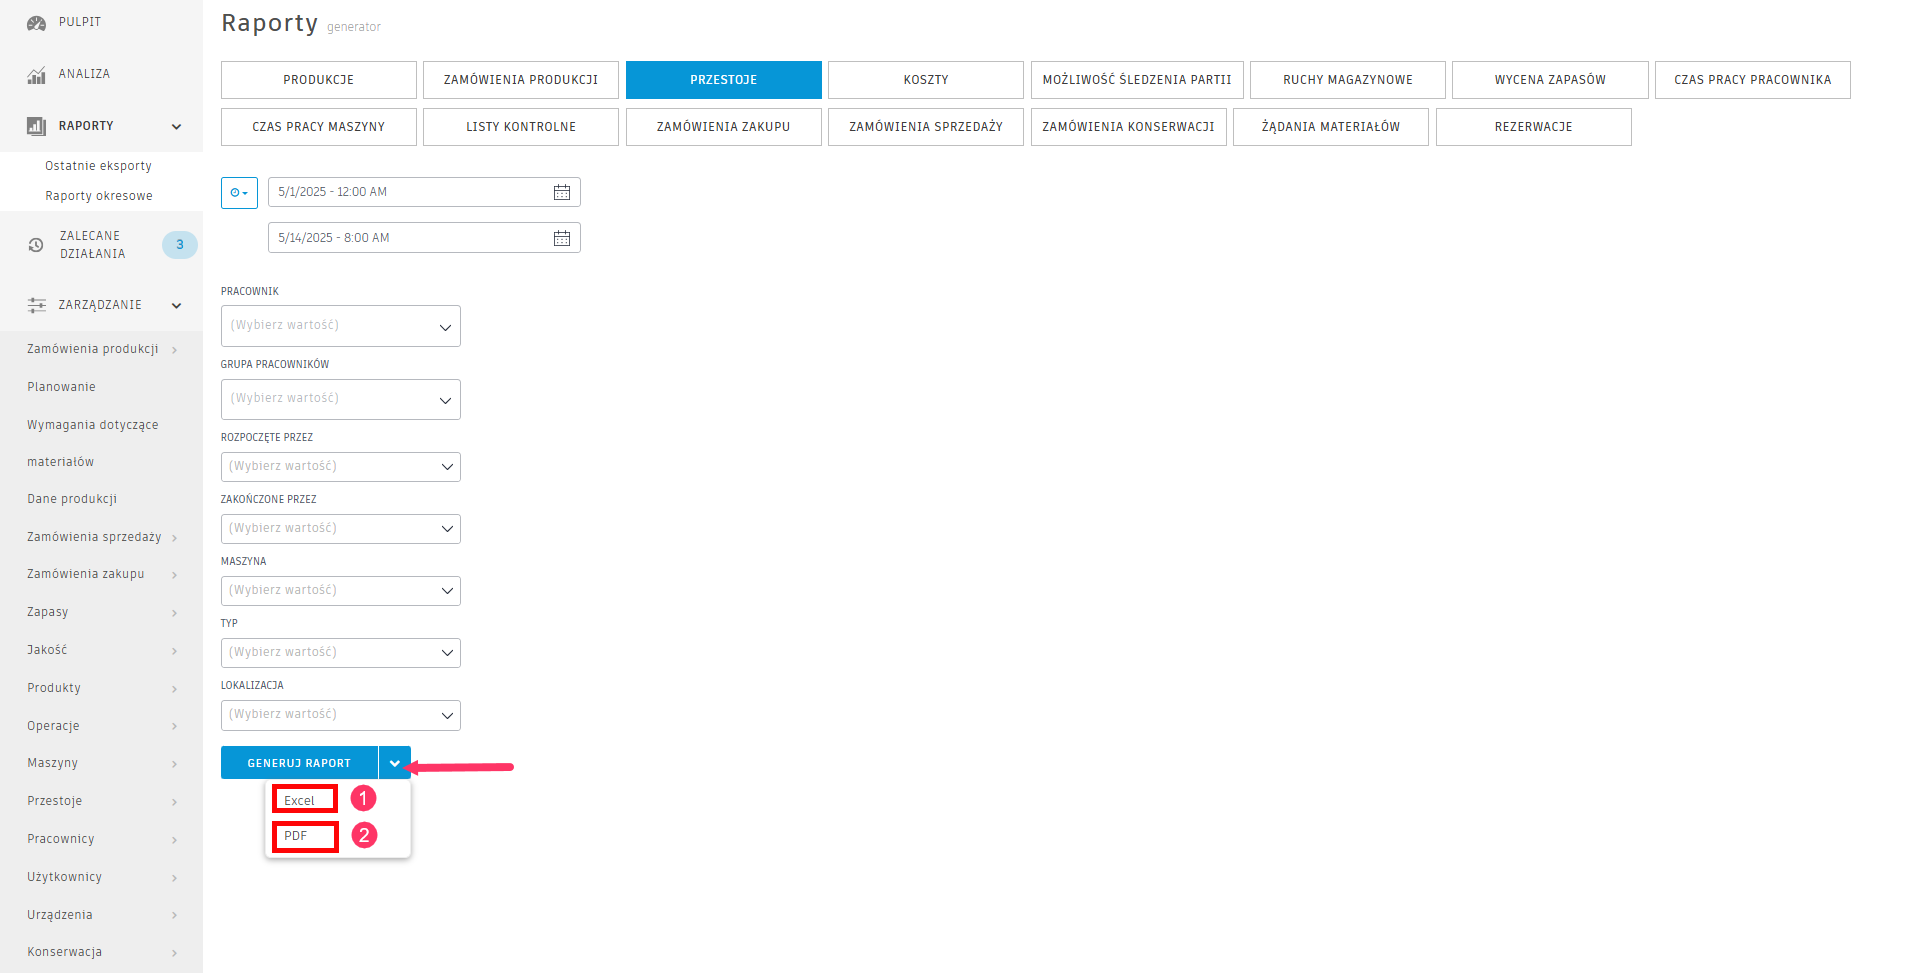 PULPIT
ANALIZA
RAPORTY
Ostatnie eksporty
Raporty okresowe
ZALECANE
DZIAŁANIA
3
ZARZĄDZANIE
Zamówienia produkcji
Planowanie
Wymagania dotyczące
materiałów
Dane produkcji
Zamówienia sprzedaży
Zamówienia zakupu
Zapasy
Jakość
Produkty
Operacje
Maszyny
Przestoje
Pracownicy
Użytkownicy
Urządzenia
Konserwacja
Raporty generator
PRODUKCJE
ZAMÓWIENIA PRODUKCJI
PRZESTOJE
KOSZTY
MOŻLIWOŚĆ ŚLEDZENIA PARTII
RUCHY MAGAZYNOWE
WYCENA ZAPASÓW
CZAS PRACY PRACOWNIKA
CZAS PRACY MASZYNY
LISTY KONTROLNE
ZAMÓWIENIA ZAKUPU
ZAMÓWIENIA SPRZEDAŻY
ZAMÓWIENIA KONSERWACJI
ŻĄDANIA MATERIAŁÓW
REZERWACJE
5/1/2025 - 12:00 AM
5/14/2025 - 8:00 AM
PRACOWNIK
(Wybierz wartość)
GRUPA PRACOWNIKÓW
(Wybierz wartość)
ROZPOCZĘTE PRZEZ
(Wybierz wartość)
ZAKOŃCZONE PRZEZ
(Wybierz wartość)
MASZYNA
(Wybierz wartość)
TYP
(Wybierz wartość)
LOKALIZACJA
(Wybierz wartość)
GENERUJ RAPORT
Excel 1
PDF 2